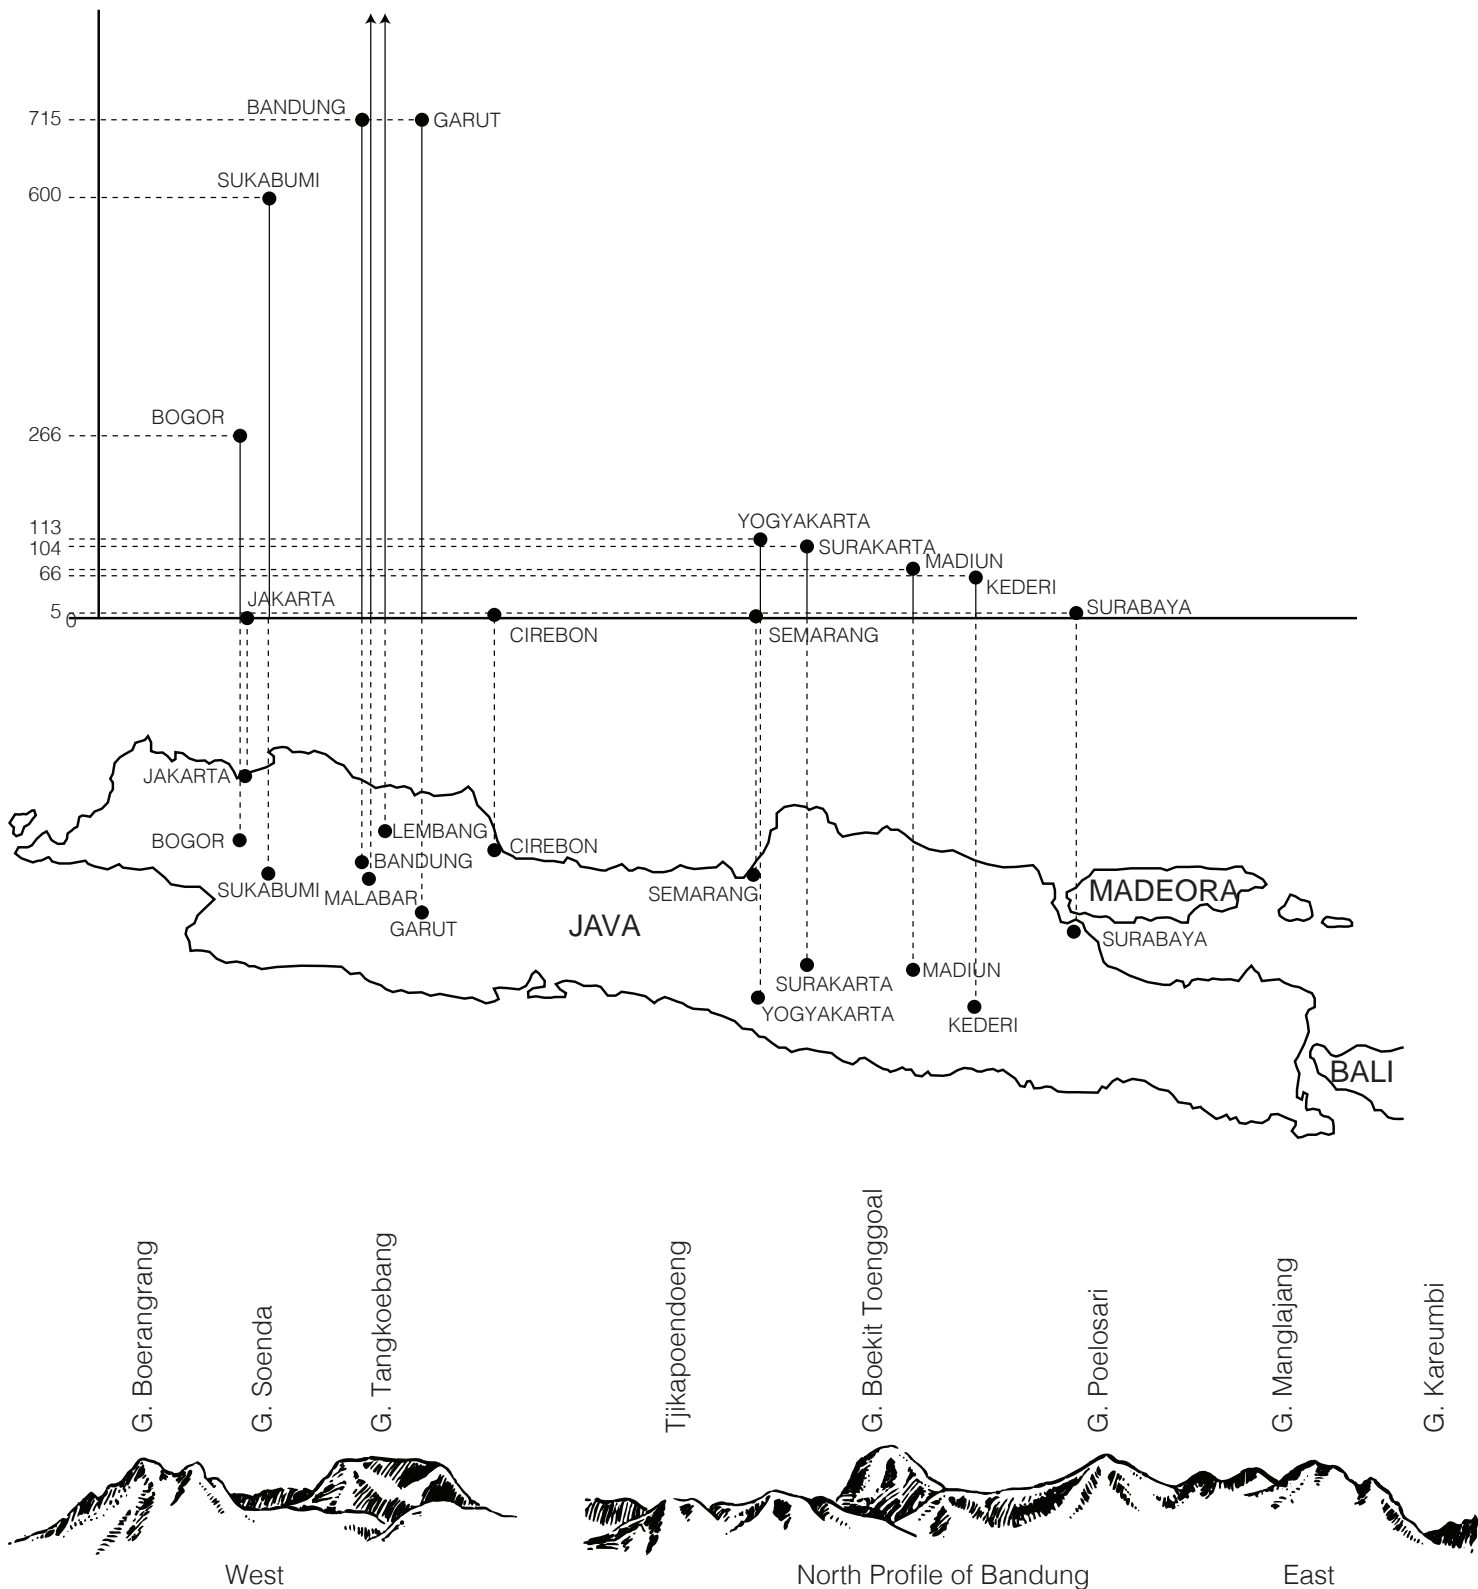 715
BANDUNG
GARUT
SUKABUMI
600
BOGOR
266
113
YOGYAKARTA
104
SURAKARTA
MADIUN
66
KEDERI
JAKARTA
5
SURABAYA
0
CIREBON
SEMARANG
JAKARTA
LEMBANG
BOGOR
CIREBON
BANDUNG
SUKABUMI
MALABAR
SEMARANG
MADEORA
GARUT
JAVA
SURABAYA
SURAKARTA
MADIUN
YOGYAKARTA
KEDERI
BALI
G. Boerangrang
G. Soenda
G. Tangkoebang
Tjikapoendoeng
G. Boekit Toenggoal
G. Poelosari
G. Manglajang
G. Kareumbi
West
North Profile of Bandung
East